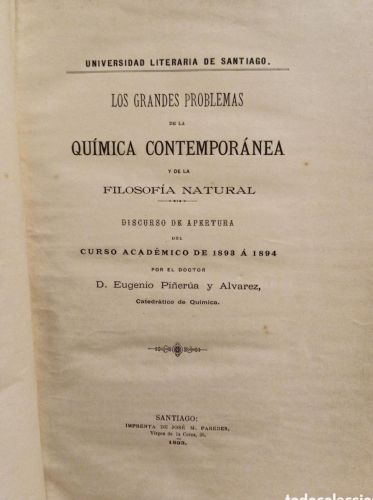 UNIVERSIDAD LITERARIA DE SANTIAGO.
LOS GRANDES PROBLEMAS
DE LA
QUÍMICA CONTEMPORÁNEA
Y DE LA
FILOSOFÍA NATURAL
DISCURSO DE APERTURA
DEL
CURSO ACADÉMICO DE 1893 Á 1894
POR EL DOCTOR
D. Eugenio Piñerúa y Alvarez,
Catedrático de Química.
SANTIAGO:
IMPRENTA DE JOSÉ M. PAREDES,
Virgen de la Cerca, 30.
1893.
todocoleccion